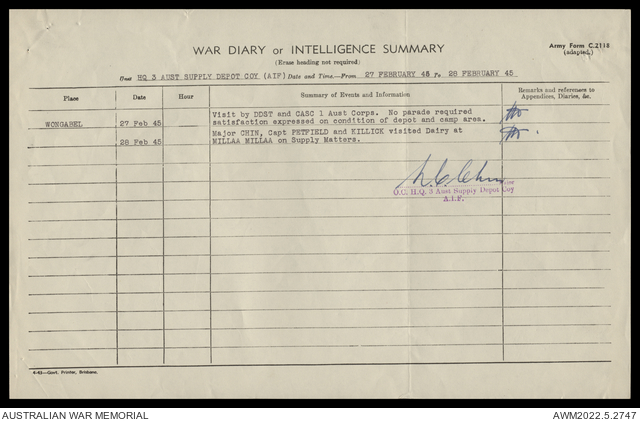 WAR DIARY or INTELLIGENCE SUMMARY
Army Form C.2118
(adapted.)
(Erase heading not required)
Unit HQ 3 AUST SUPPLY DEPOT COY (AIF) Date and Time.—From 27 FEBRUARY 45 To 28 FEBRUARY 45
Place Date Hour Summary of Events and Information Remarks and references to
Appendices, Diaries, &c.
Visit by DDST and CASC 1 Aust Corps. No parade required
WONGABEL 27 Feb 45 satisfaction expressed on condition of depot and camp area.
Major CHIN, Capt PETFIELD and KILLICK visited Dairy at
28 Feb 45 MILLAA MILLAA on Supply Matters.
O.C. H.Q. 3 Aust Supply Depot Coy
A.I.F.
4-43—Govt. Printer, Brisbane.
AUSTRALIAN WAR MEMORIAL AWM2022.5.2747